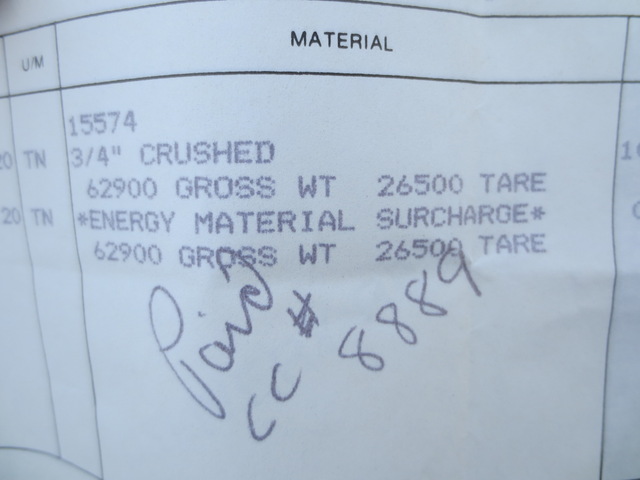 U/M MATERIAL
15574
20 TN 3/4" CRUSHED
62900 GROSS WT 26500 TARE
20 TN *ENERGY MATERIAL SURCHARGE*
62900 GROSS WT 26500 TARE
Paid #
CC 8889